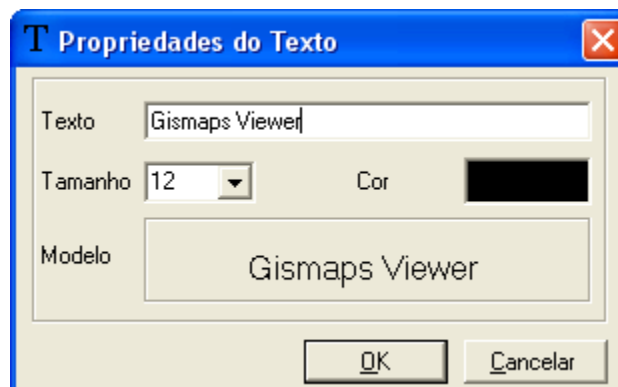 T Propriedades do Texto
Texto Gismaps Viewer
Tamanho 12 Cor
Modelo Gismaps Viewer
OK Cancelar